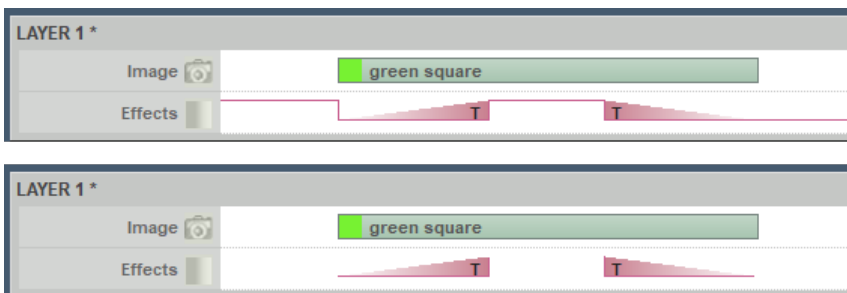 LAYER 1 *
Image green square
Effects T T
LAYER 1 *
Image green square
Effects T T